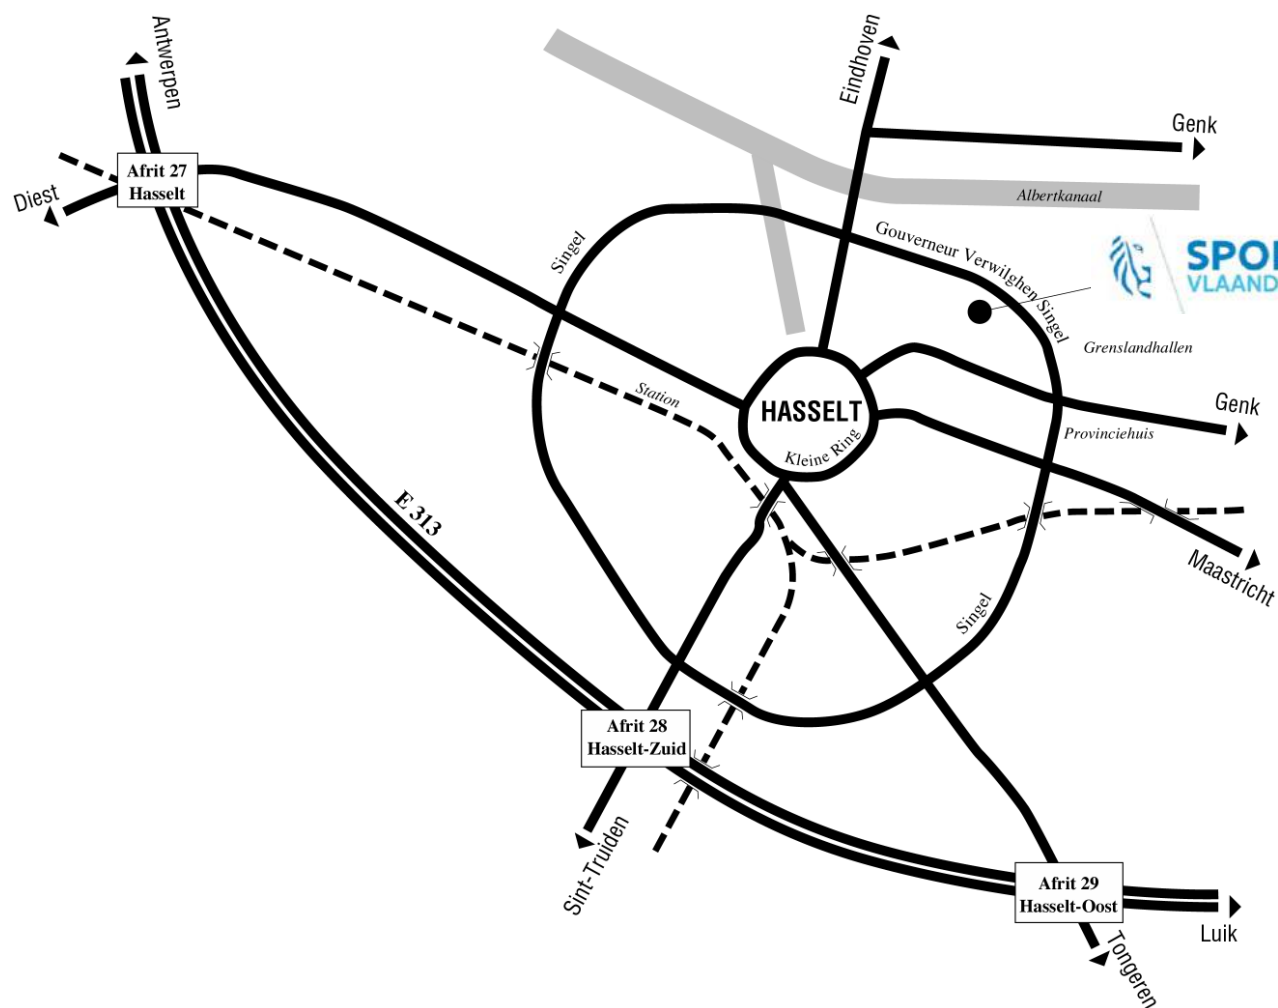 Antwerpen
Eindhoven
Genk
Afrit 27
Hasselt
Diest
Albertkanaal
Singel
Gouverneur Verwilghen Singel
VLAAND
Grenslandhallen
Station
HASSELT
Kleine Ring
Genk
Provinciehuis
E 313
Maastricht
Singel
Afrit 28
Hasselt-Zuid
Sint-Truiden
Afrit 29
Hasselt-Oost
Luik
Tongeren